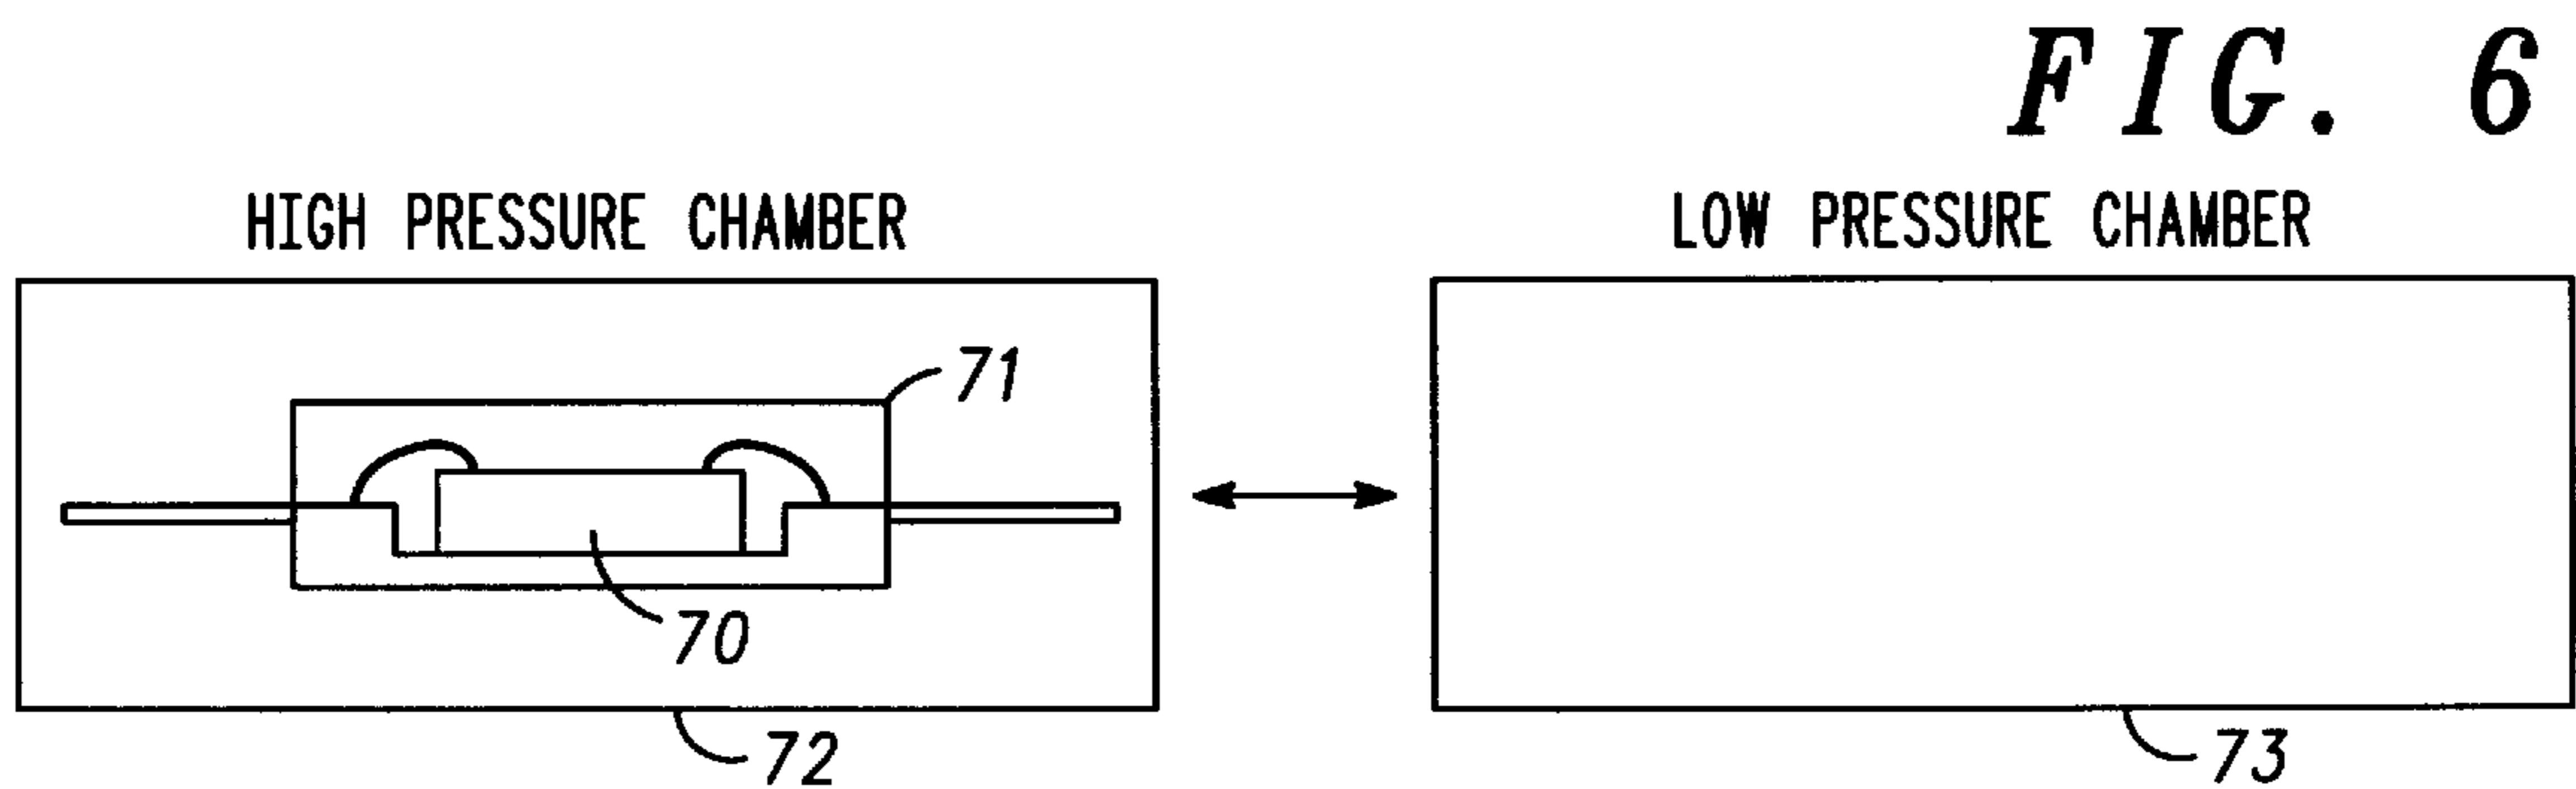 FIG. 6
HIGH PRESSURE CHAMBER
LOW PRESSURE CHAMBER
71
70
72
73